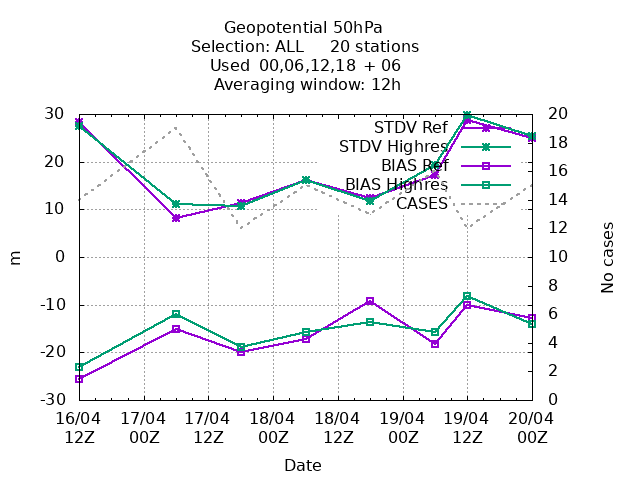 Geopotential 50hPa
Selection: ALL 20 stations
Used 00,06,12,18 + 06
Averaging window: 12h
30
20
10
0
-10
-20
-30
m
20
18
16
14
12
10
8
6
4
2
0
No cases
STDV Ref
STDV Highres
BIAS Ref
BIAS Highres
CASES
16/04 17/04 17/04 18/04 18/04 19/04 19/04 20/04
12Z 00Z 12Z 00Z 12Z 00Z 12Z 00Z
Date